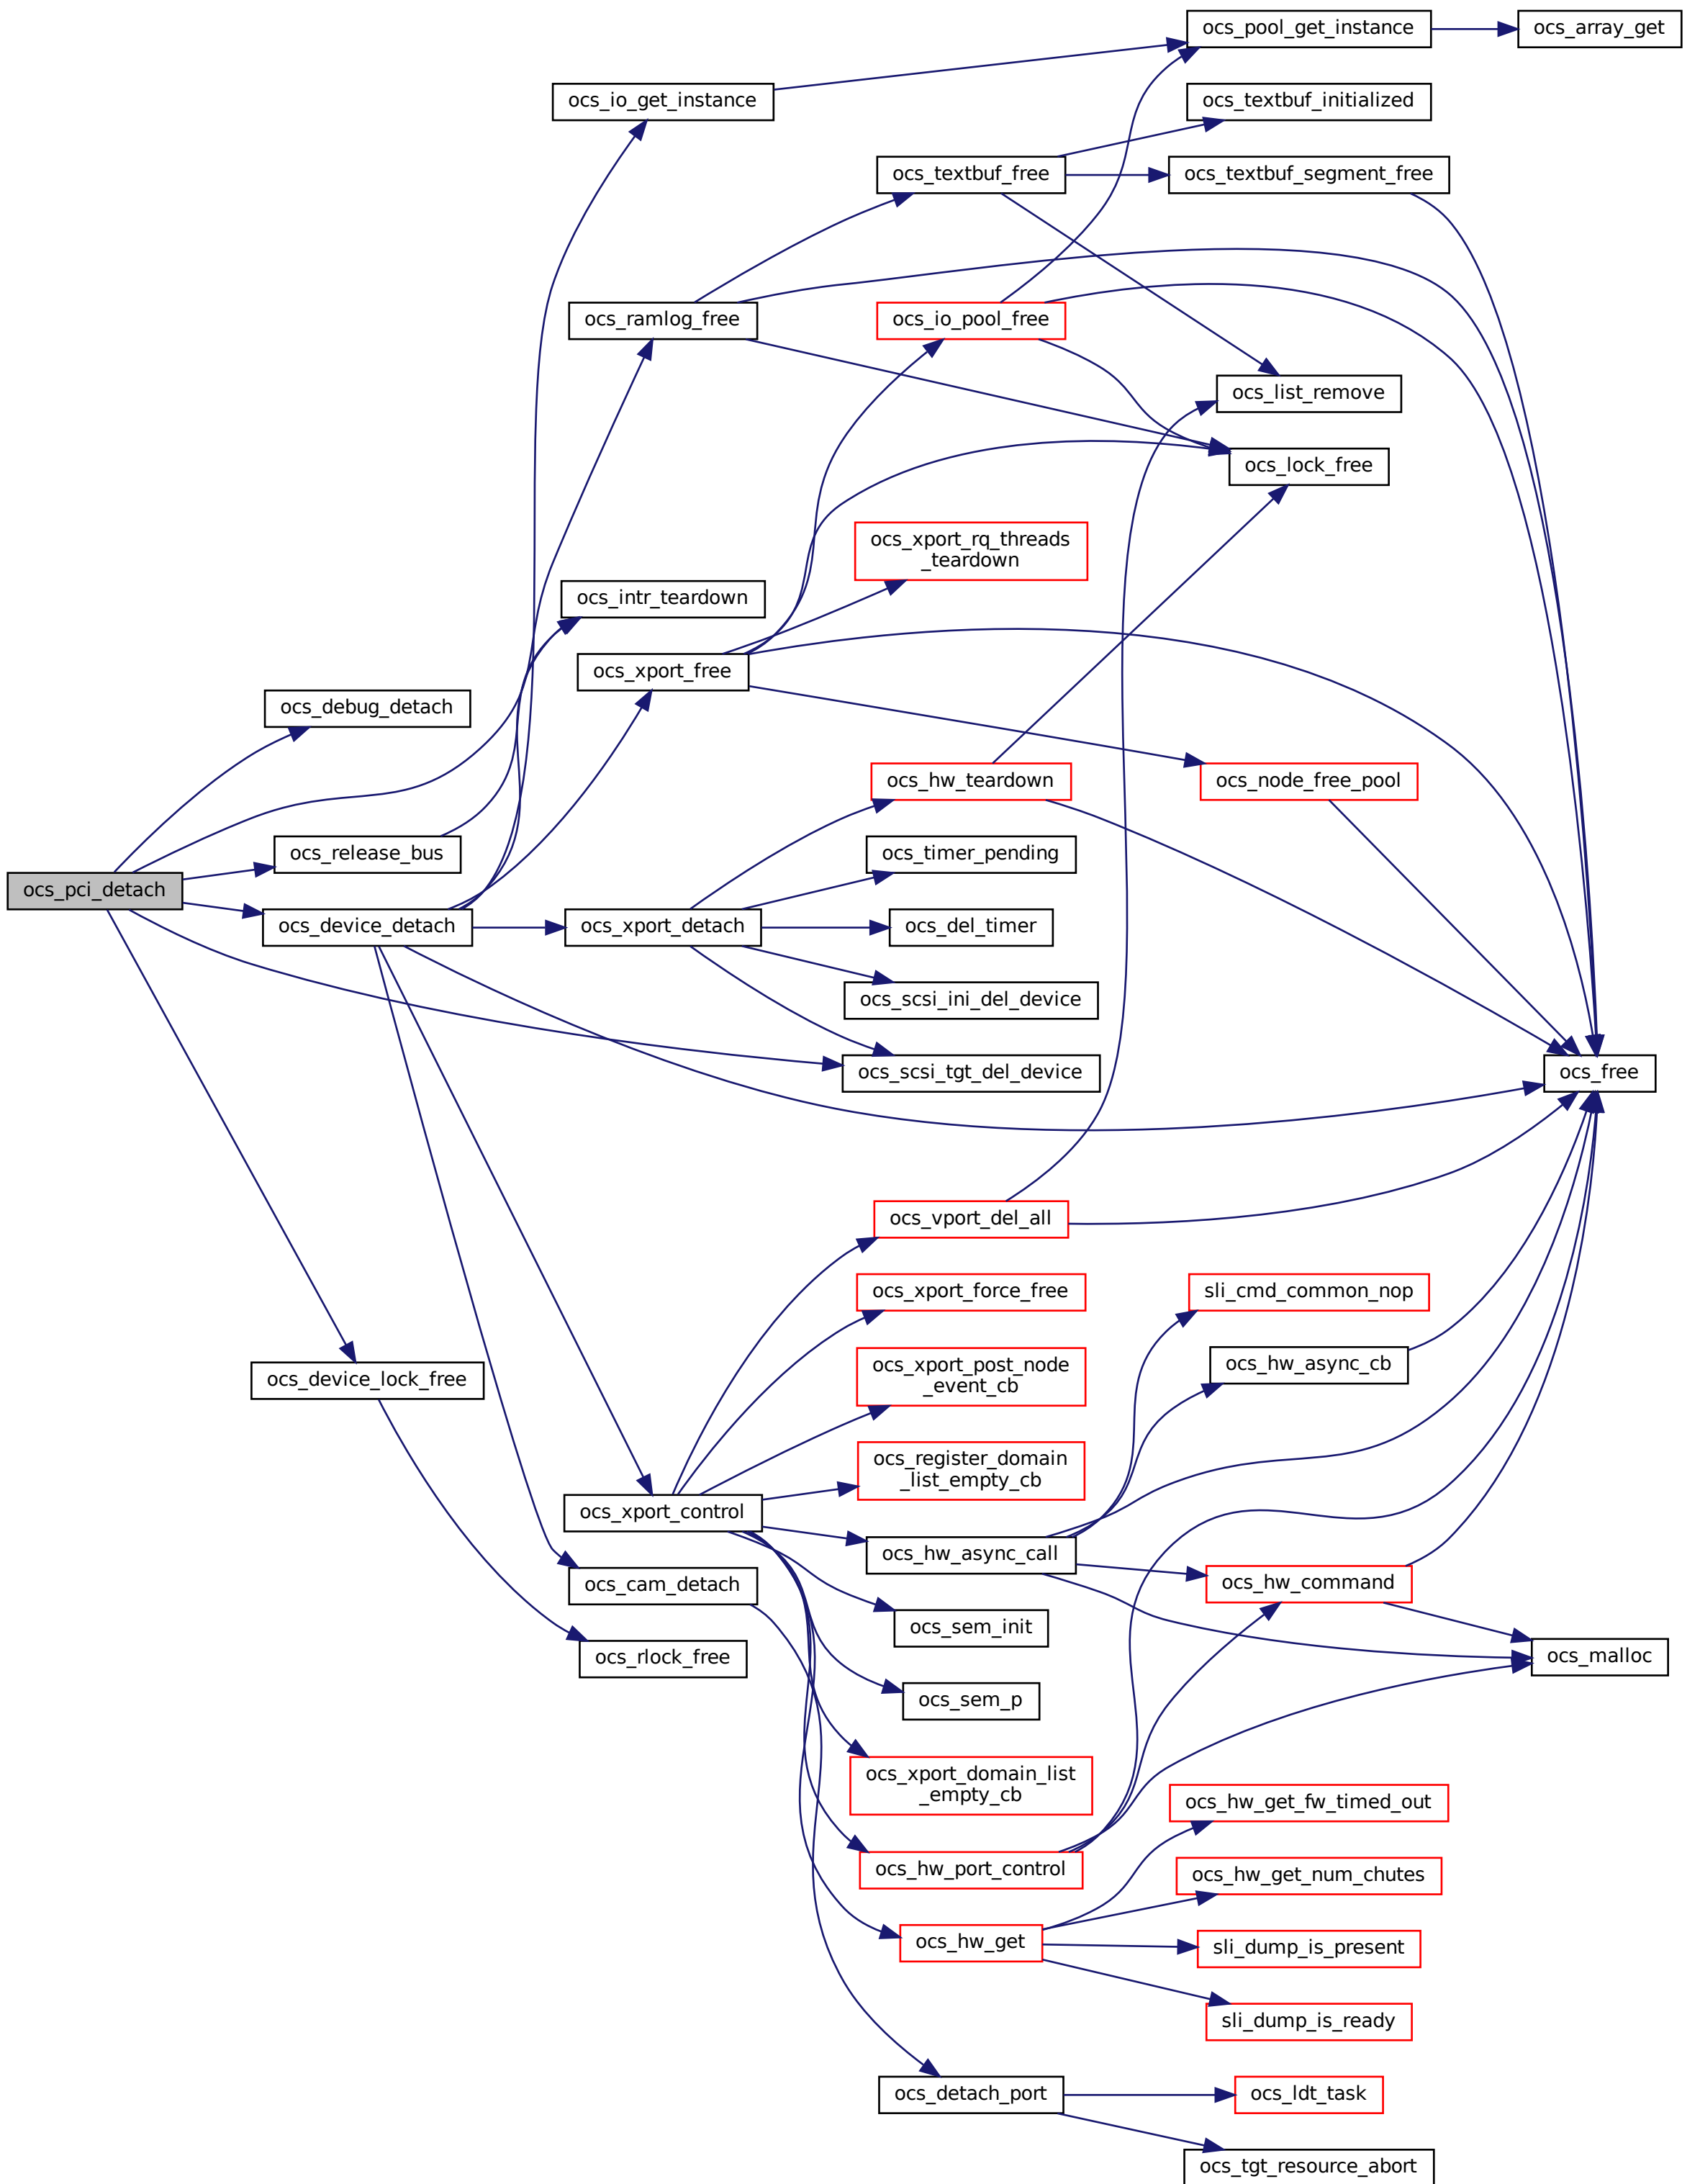 ocs_pool_get_instance
ocs_array_get
ocs_io_get_instance
ocs_textbuf_initialized
ocs_textbuf_free
ocs_textbuf_segment_free
ocs_ramlog_free
ocs_io_pool_free
ocs_list_remove
ocs_lock_free
ocs_xport_rq_threads
_teardown
ocs_intr_teardown
ocs_xport_free
ocs_debug_detach
ocs_hw_teardown
ocs_node_free_pool
ocs_release_bus
ocs_timer_pending
ocs_pci_detach
ocs_device_detach
ocs_xport_detach
ocs_del_timer
ocs_scsi_ini_del_device
ocs_scsi_tgt_del_device
ocs_free
ocs_vport_del_all
ocs_xport_force_free
sli_cmd_common_nop
ocs_device_lock_free
ocs_xport_post_node
_event_cb
ocs_hw_async_cb
ocs_register_domain
_list_empty_cb
ocs_xport_control
ocs_hw_async_call
ocs_cam_detach
ocs_hw_command
ocs_sem_init
ocs_rlock_free
ocs_malloc
ocs_sem_p
ocs_xport_domain_list
_empty_cb
ocs_hw_get_fw_timed_out
ocs_hw_port_control
ocs_hw_get_num_chutes
ocs_hw_get
sli_dump_is_present
sli_dump_is_ready
ocs_detach_port
ocs_ldt_task
ocs_tgt_resource_abort